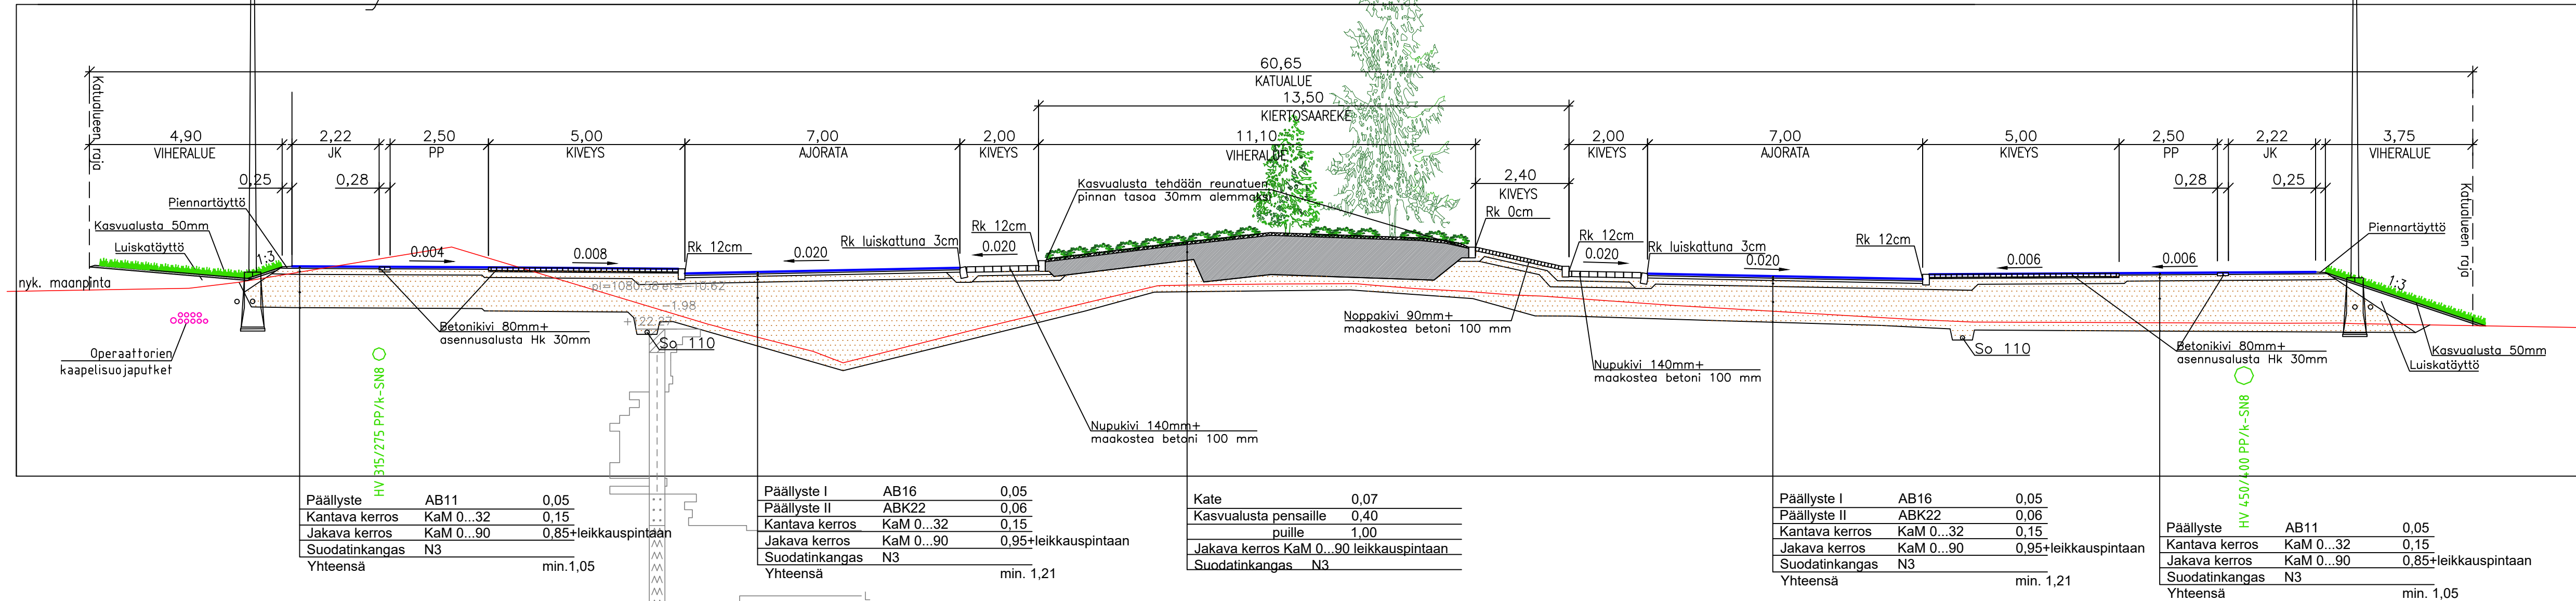 60,65
KATUALUE
13,50
KIERTOSAAREKE
Katualueen raja
4,90
VIHERALUE
2,22
JK
2,50
PP
5,00
KIVEYS
7,00
AJORATA
2,00
KIVEYS
11,10
VIHERALUE
2,00
KIVEYS
7,00
AJORATA
5,00
KIVEYS
2,50
PP
2,22
JK
3,75
VIHERALUE
Katualueen raja
0,25
0,28
2,40
KIVEYS
0,28
0,25
Piennartäyttö
Kasvualusta 50mm
Luiskatäyttö
1:3
nyk. maanpinta
0.004
0.008
Rk 12cm
0.020
Rk luiskattuna 3cm
Rk 12cm
0.020
Kasvualusta tehdään reunatuen
pinnan tasoa 30mm alemmaksi
Rk 0cm
Rk 12cm
0.020
Rk luiskattuna 3cm
0.020
Rk 12cm
0.006
0.006
Piennartäyttö
1:3
pl=1080.58 et=-10.62
-1.98
+122.27
Operaattorien
kaapelisuojaputket
Betonikivi 80mm+
asennusalusta Hk 30mm
So 110
Nupukivi 140mm+
maakostea betoni 100 mm
Noppakivi 90mm+
maakostea betoni 100 mm
Nupukivi 140mm+
maakostea betoni 100 mm
So 110
Betonikivi 80mm+
asennusalusta Hk 30mm
Kasvualusta 50mm
Luiskatäyttö
HV 315/275 PP/k-SN8
HV 450/400 PP/k-SN8
Päällyste AB11 0,05
Kantava kerros KaM 0...32 0,15
Jakava kerros KaM 0...90 0,85+leikkauspintaan
Suodatinkangas N3
Yhteensä min.1,05
Päällyste I AB16 0,05
Päällyste II ABK22 0,06
Kantava kerros KaM 0...32 0,15
Jakava kerros KaM 0...90 0,95+leikkauspintaan
Suodatinkangas N3
Yhteensä min. 1,21
Kate 0,07
Kasvualusta pensaille 0,40
puille 1,00
Jakava kerros KaM 0...90 leikkauspintaan
Suodatinkangas N3
Päällyste I AB16 0,05
Päällyste II ABK22 0,06
Kantava kerros KaM 0...32 0,15
Jakava kerros KaM 0...90 0,95+leikkauspintaan
Suodatinkangas N3
Yhteensä min. 1,21
Päällyste AB11 0,05
Kantava kerros KaM 0...32 0,15
Jakava kerros KaM 0...90 0,85+leikkauspintaan
Suodatinkangas N3
Yhteensä min. 1,05